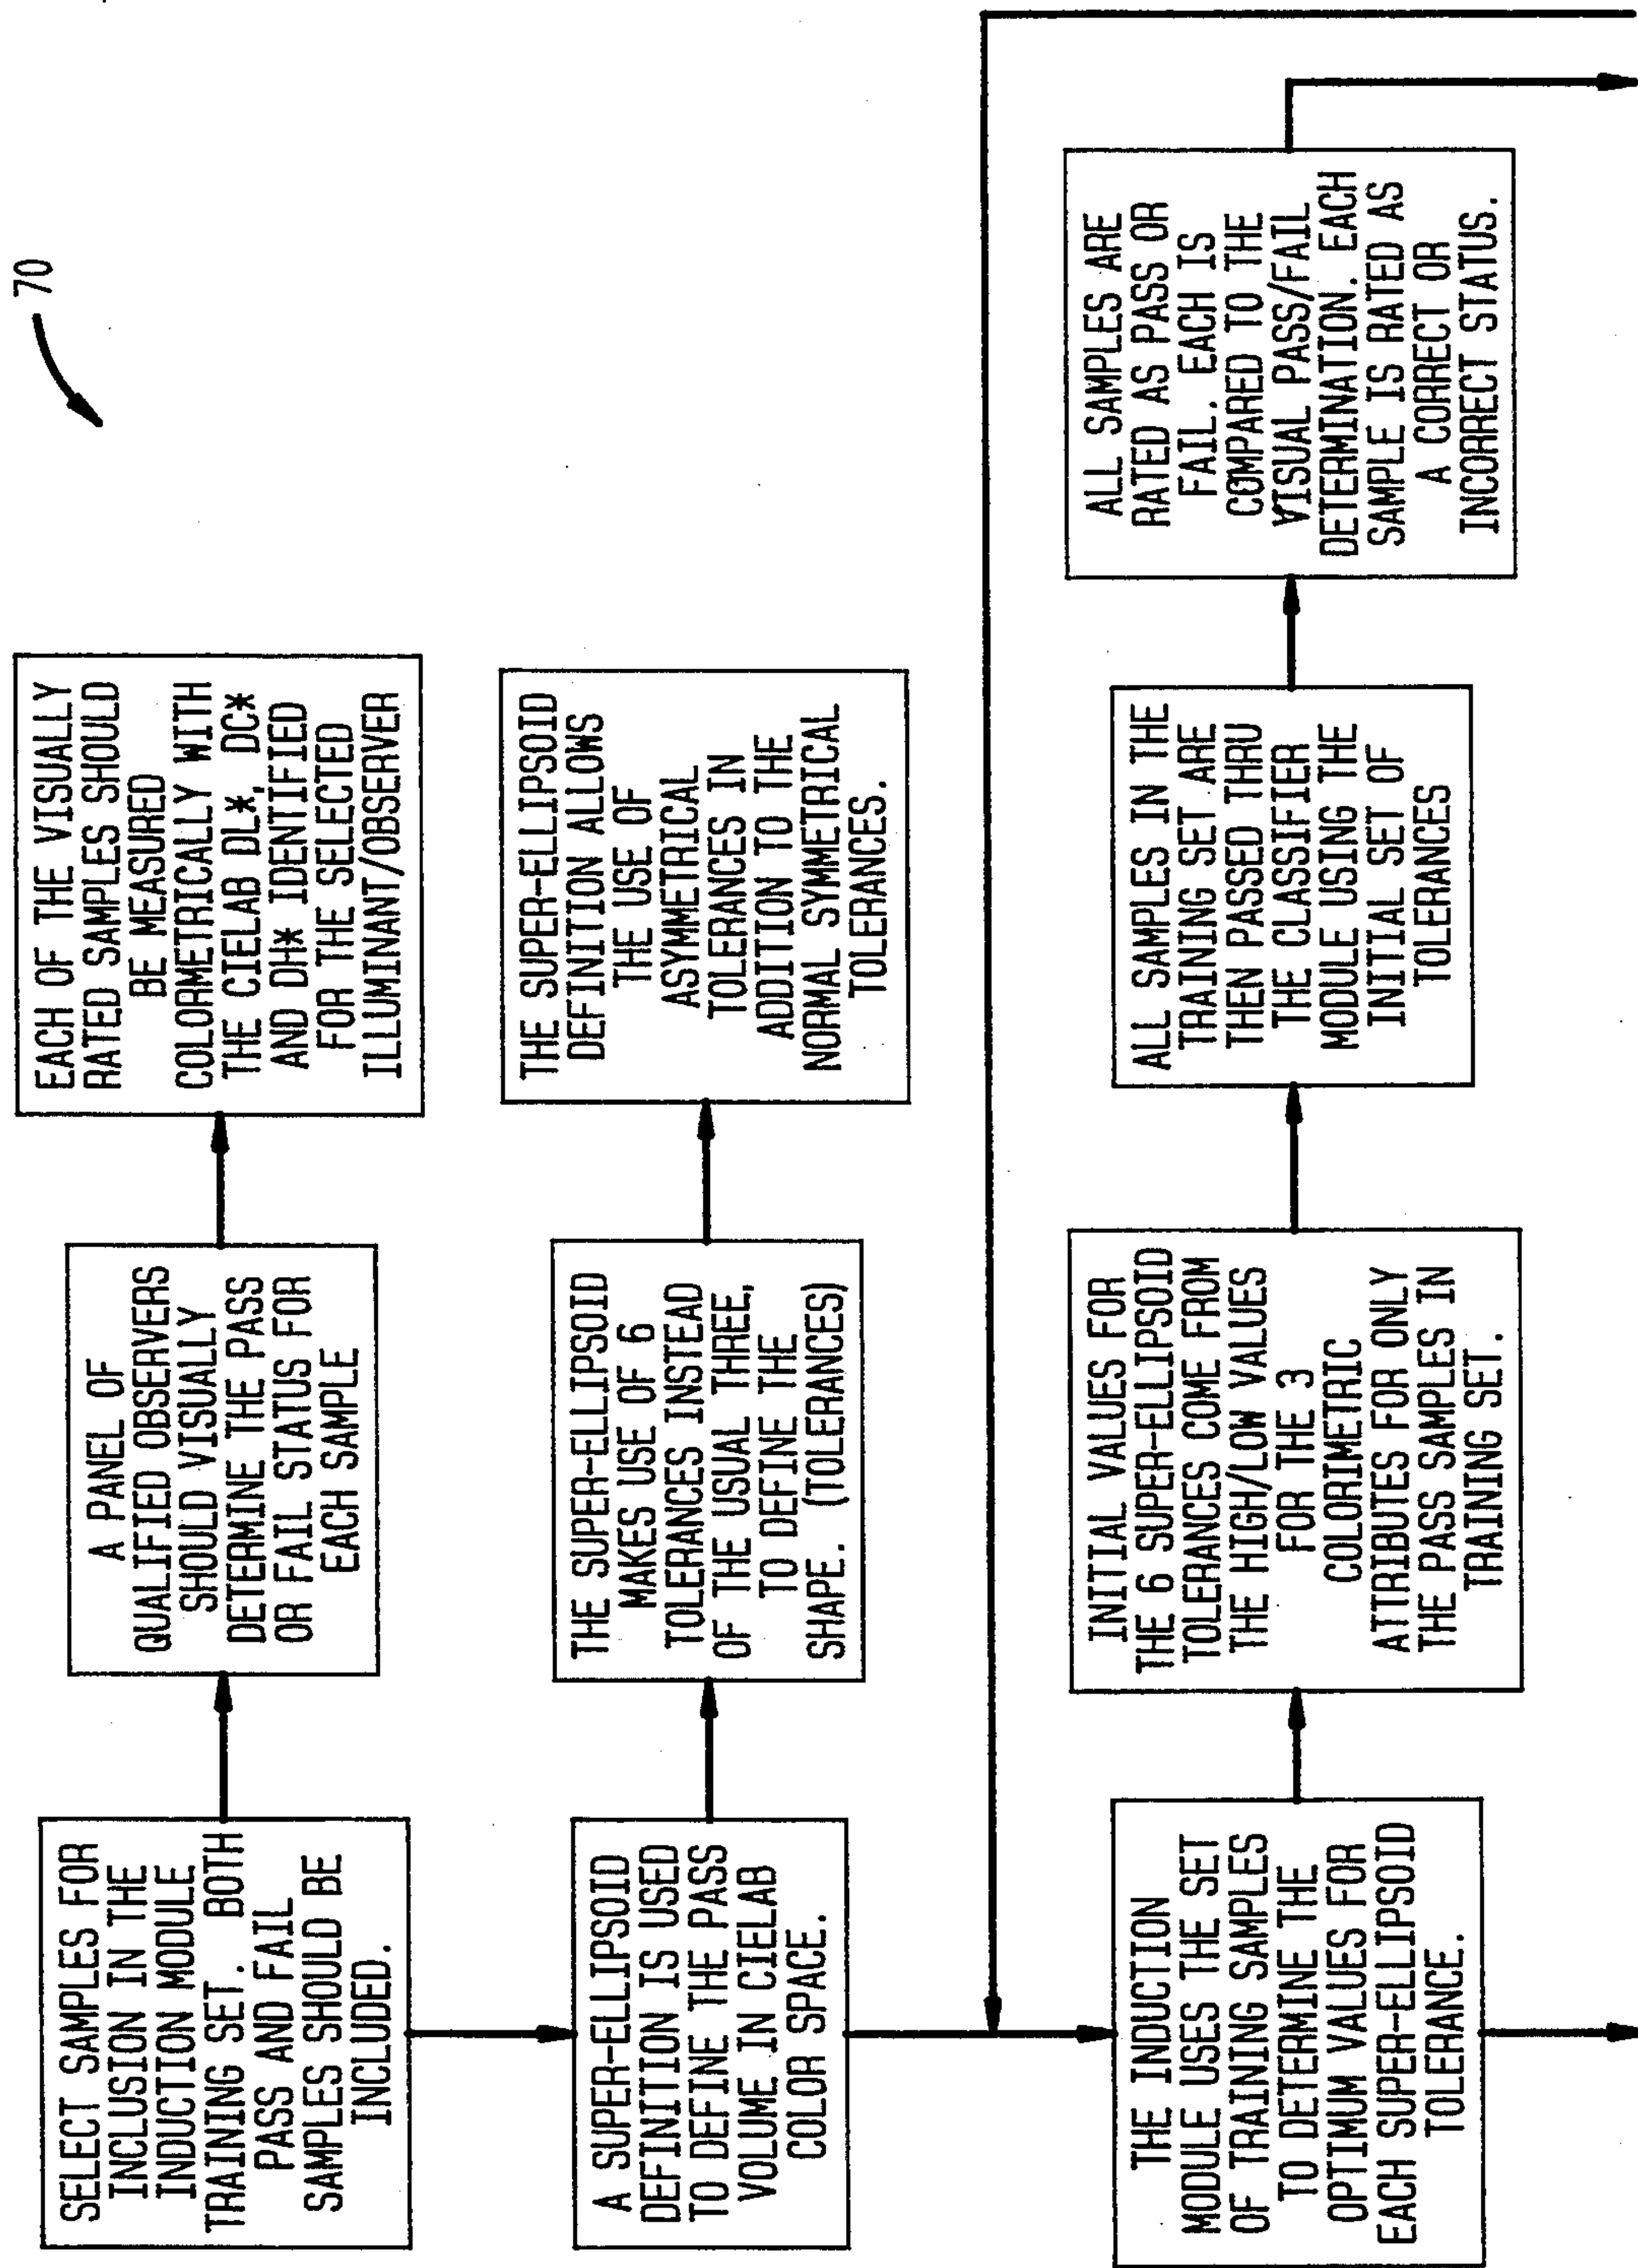 70
SELECT SAMPLES FOR
INCLUSION IN THE
INDUCTION MODULE
TRAINING SET. BOTH
PASS AND FAIL
SAMPLES SHOULD BE
INCLUDED.
A PANEL OF
QUALIFIED OBSERVERS
SHOULD VISUALLY
DETERMINE THE PASS
OR FAIL STATUS FOR
EACH SAMPLE
EACH OF THE VISUALLY
RATED SAMPLES SHOULD
BE MEASURED
COLORMETRICALLY WITH
THE CIELAB DL*, DC*
AND DH* IDENTIFIED
FOR THE SELECTED
ILLUMINANT/OBSERVER
A SUPER-ELLIPSOID
DEFINITION IS USED
TO DEFINE THE PASS
VOLUME IN CIELAB
COLOR SPACE.
THE SUPER-ELLIPSOID
MAKES USE OF 6
TOLERANCES INSTEAD
OF THE USUAL THREE,
TO DEFINE THE
SHAPE. (TOLERANCES)
THE SUPER-ELLIPSOID
DEFINITION ALLOWS
THE USE OF
ASYMMETRICAL
TOLERANCES IN
ADDITION TO THE
NORMAL SYMMETRICAL
TOLERANCES.
THE INDUCTION
MODULE USES THE SET
OF TRAINING SAMPLES
TO DETERMINE THE
OPTIMUM VALUES FOR
EACH SUPER-ELLIPSOID
TOLERANCE.
INITIAL VALUES FOR
THE 6 SUPER-ELLIPSOID
TOLERANCES COME FROM
THE HIGH/LOW VALUES
FOR THE 3
COLORIMETRIC
ATTRIBUTES FOR ONLY
THE PASS SAMPLES IN
TRAINING SET.
ALL SAMPLES IN THE
TRAINING SET ARE
THEN PASSED THRU
THE CLASSIFIER
MODULE USING THE
INITIAL SET OF
TOLERANCES
ALL SAMPLES ARE
RATED AS PASS OR
FAIL. EACH IS
COMPARED TO THE
VISUAL PASS/FAIL
DETERMINATION. EACH
SAMPLE IS RATED AS
A CORRECT OR
INCORRECT STATUS.